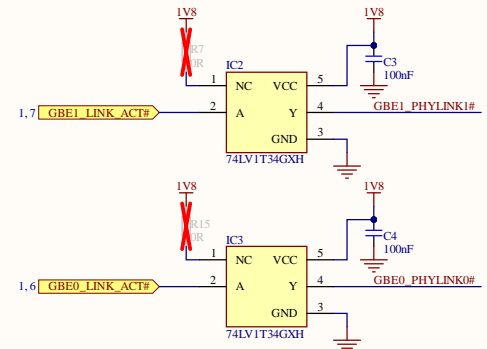 1V8
1V8
R7
0R
IC2
C3
100nF
1 NC VCC 5
1,7 GBE1_LINK_ACT# 2 A Y 4 GBE1_PHYLINK1#
GND 3
74LV1T34GXH
1V8
1V8
R15
0R
IC3
C4
100nF
1 NC VCC 5
1,6 GBE0_LINK_ACT# 2 A Y 4 GBE0_PHYLINK0#
GND 3
74LV1T34GXH